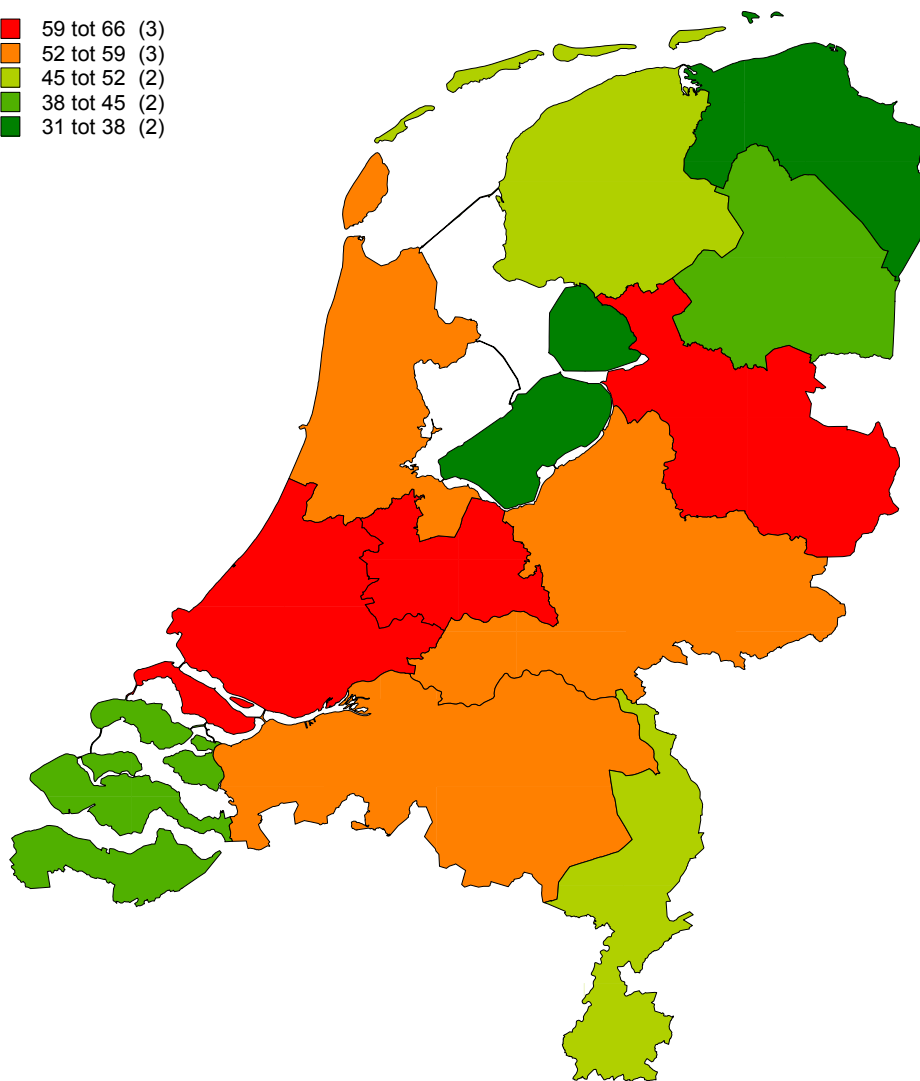 59 tot 66 (3)
52 tot 59 (3)
45 tot 52 (2)
38 tot 45 (2)
31 tot 38 (2)